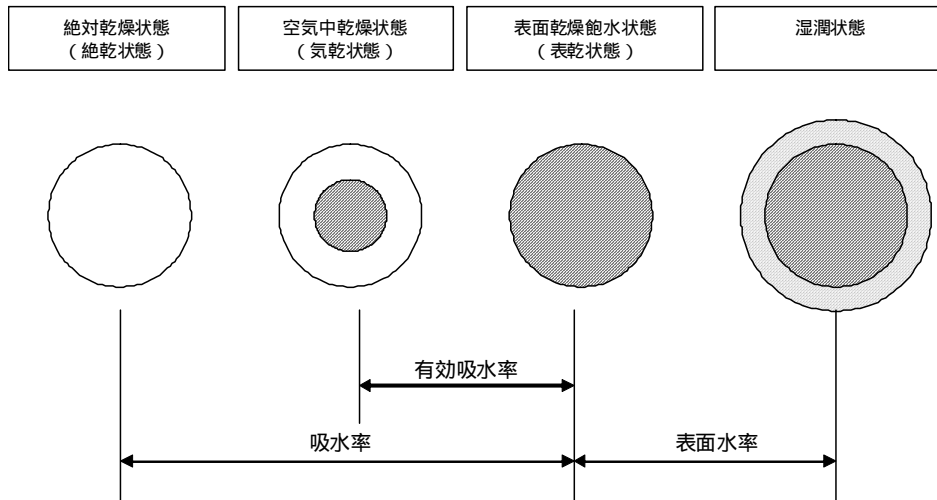 絶対乾燥状態
（絶乾状態）
空気中乾燥状態
（気乾状態）
表面乾燥飽水状態
（表乾状態）
湿潤状態
有効吸水率
吸水率
表面水率